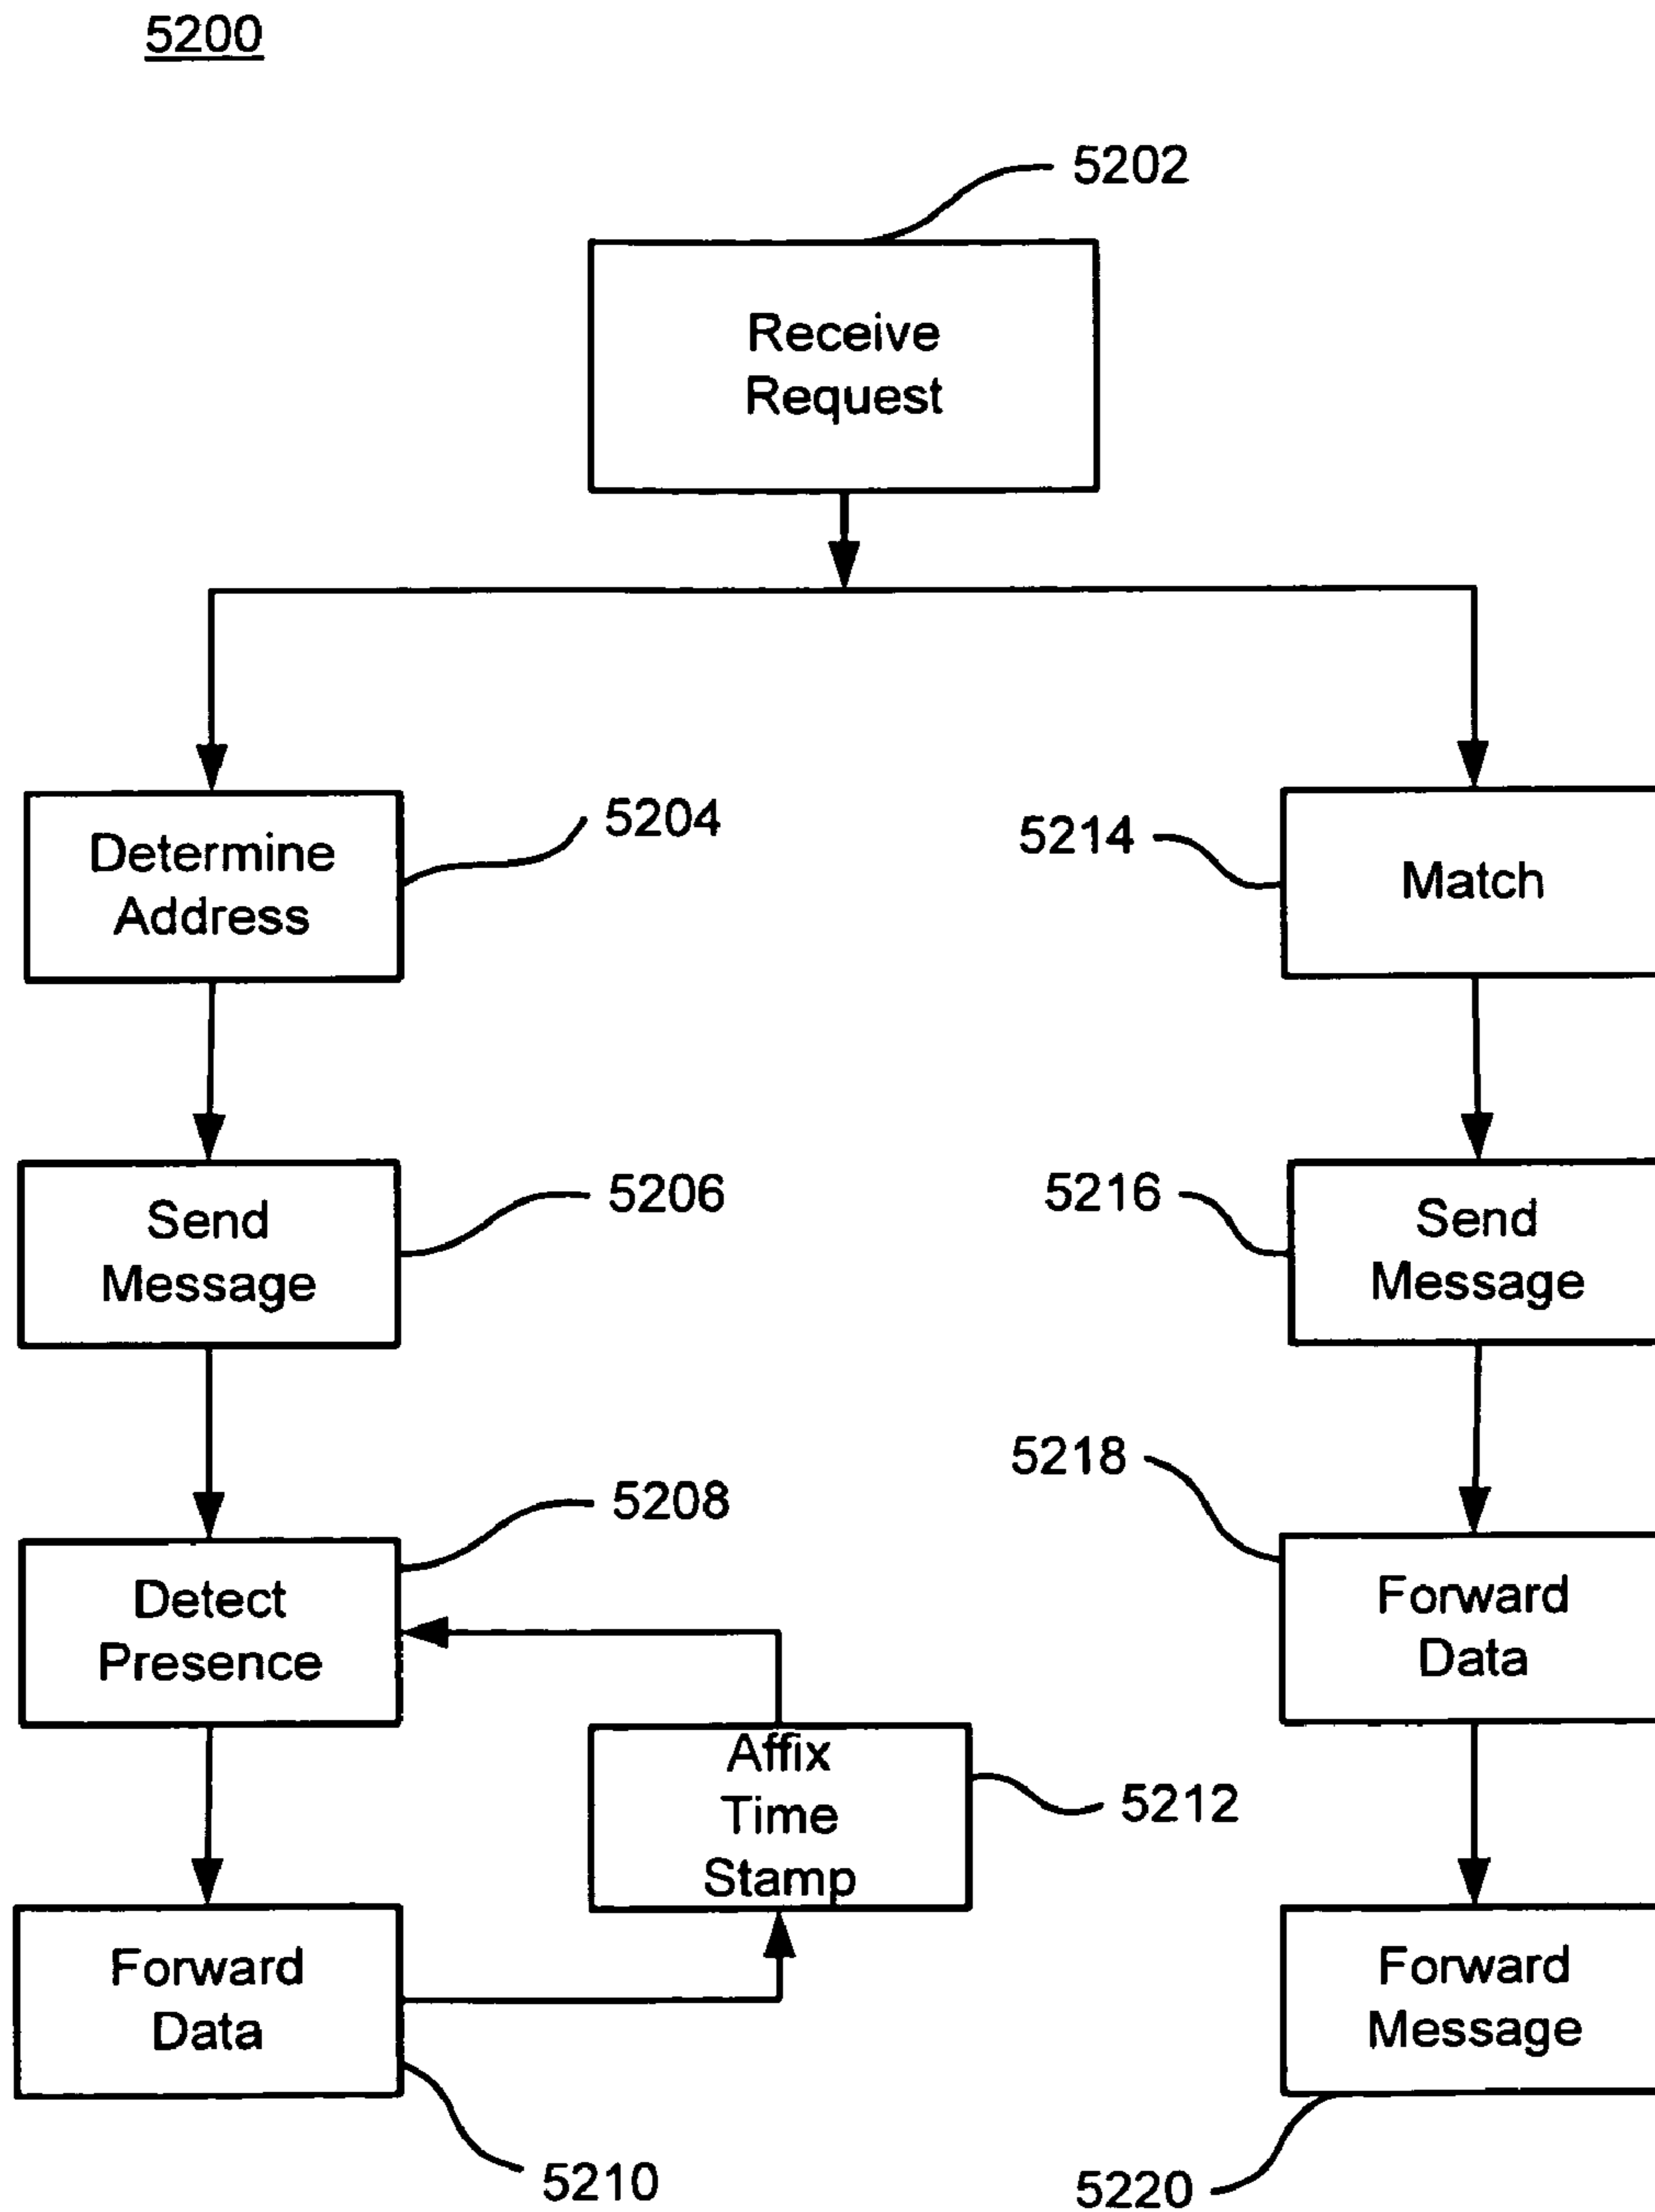 5200
5202
Receive
Request
Determine
Address
5204
5214
Match
Send
Message
5206
5216
Send
Message
5208
5218
Detect
Presence
Forward
Data
Affix
Time
Stamp
5212
Forward
Data
Forward
Message
5210
5220